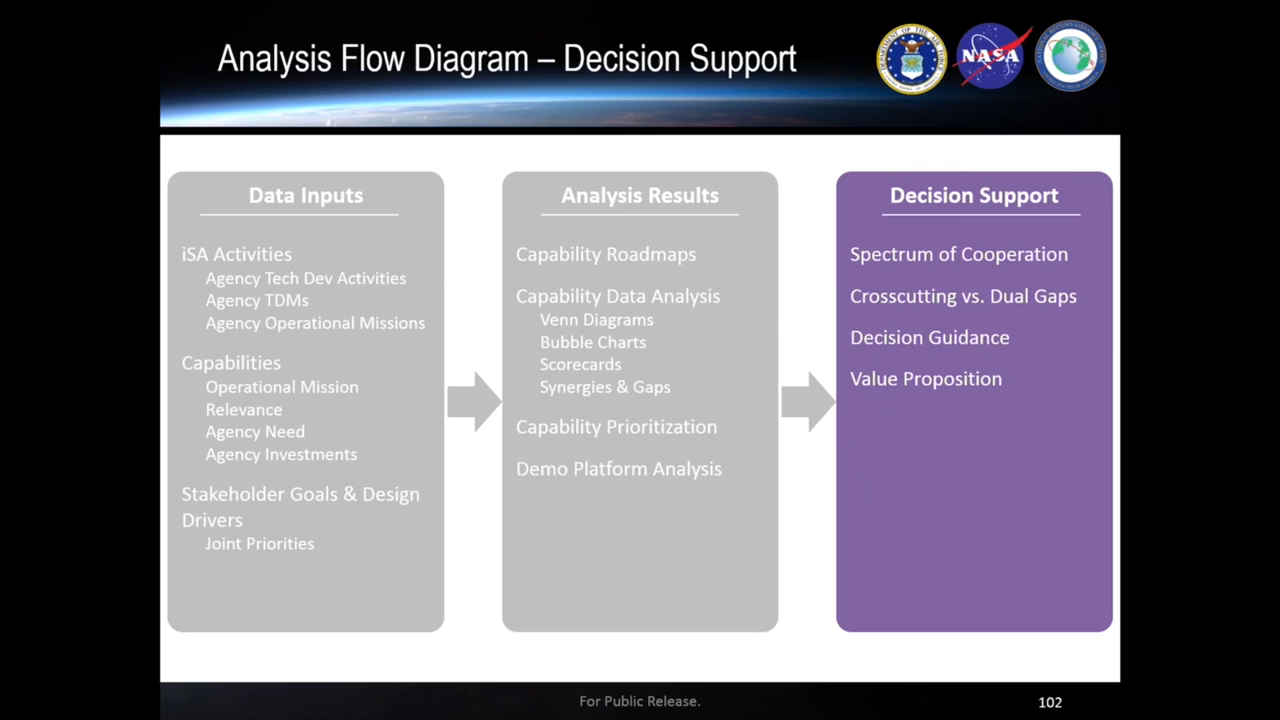 Analysis Flow Diagram – Decision Support
NASA
Data Inputs
iSA Activities
Agency Tech Dev Activities
Agency TDMs
Agency Operational Missions
Capabilities
Operational Mission
Relevance
Agency Need
Agency Investments
Stakeholder Goals & Design
Drivers
Joint Priorities
Analysis Results
Capability Roadmaps
Capability Data Analysis
Venn Diagrams
Bubble Charts
Scorecards
Synergies & Gaps
Capability Prioritization
Demo Platform Analysis
Decision Support
Spectrum of Cooperation
Crosscutting vs. Dual Gaps
Decision Guidance
Value Proposition
For Public Release.
102